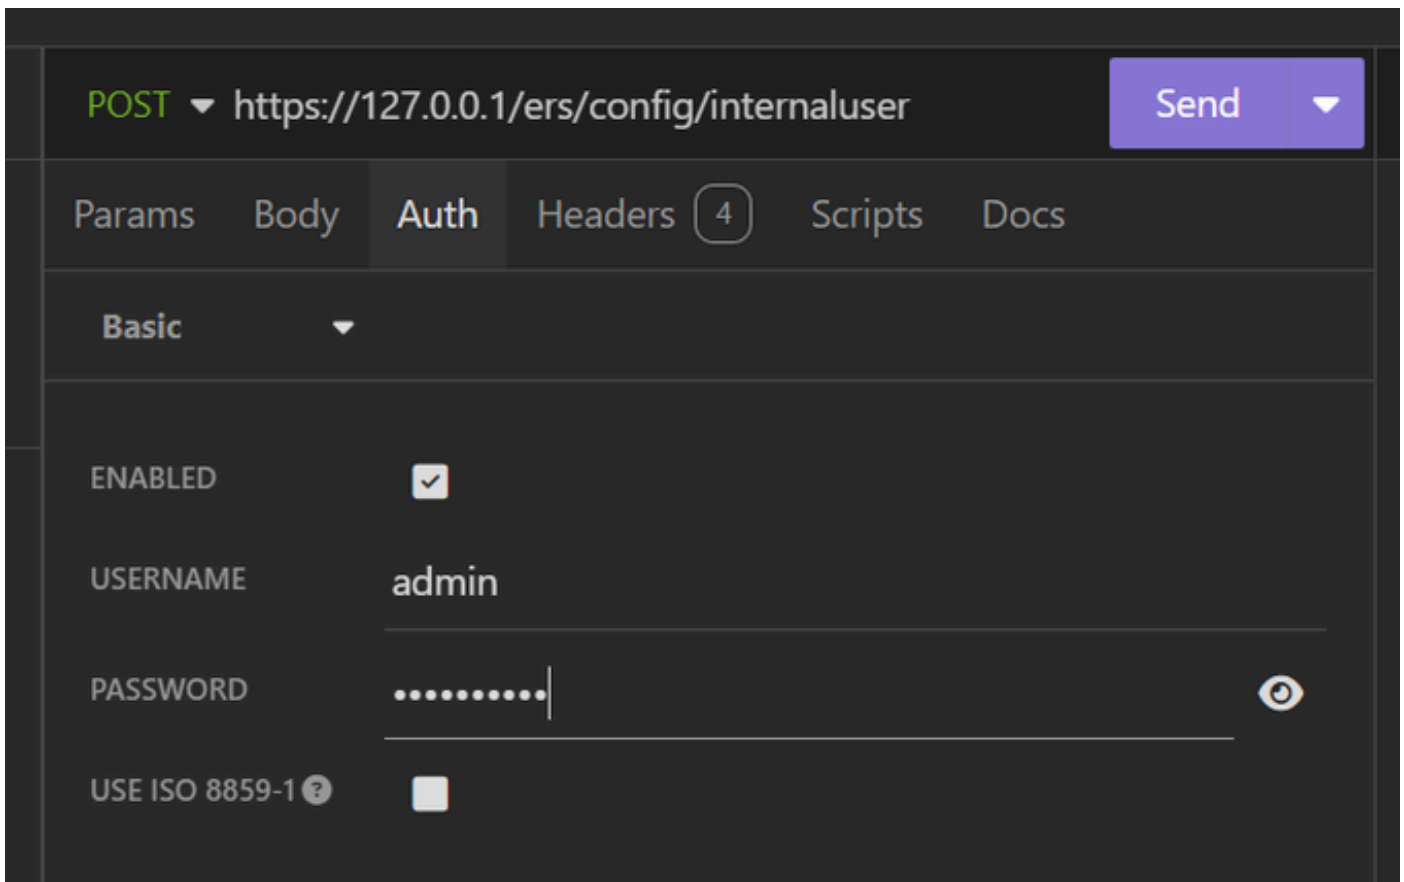 POST https://127.0.0.1/ers/config/internaluser Send
Params Body Auth Headers 4 Scripts Docs
Basic
ENABLED
USERNAME admin
PASSWORD ••••••••••
USE ISO 8859-1 ?